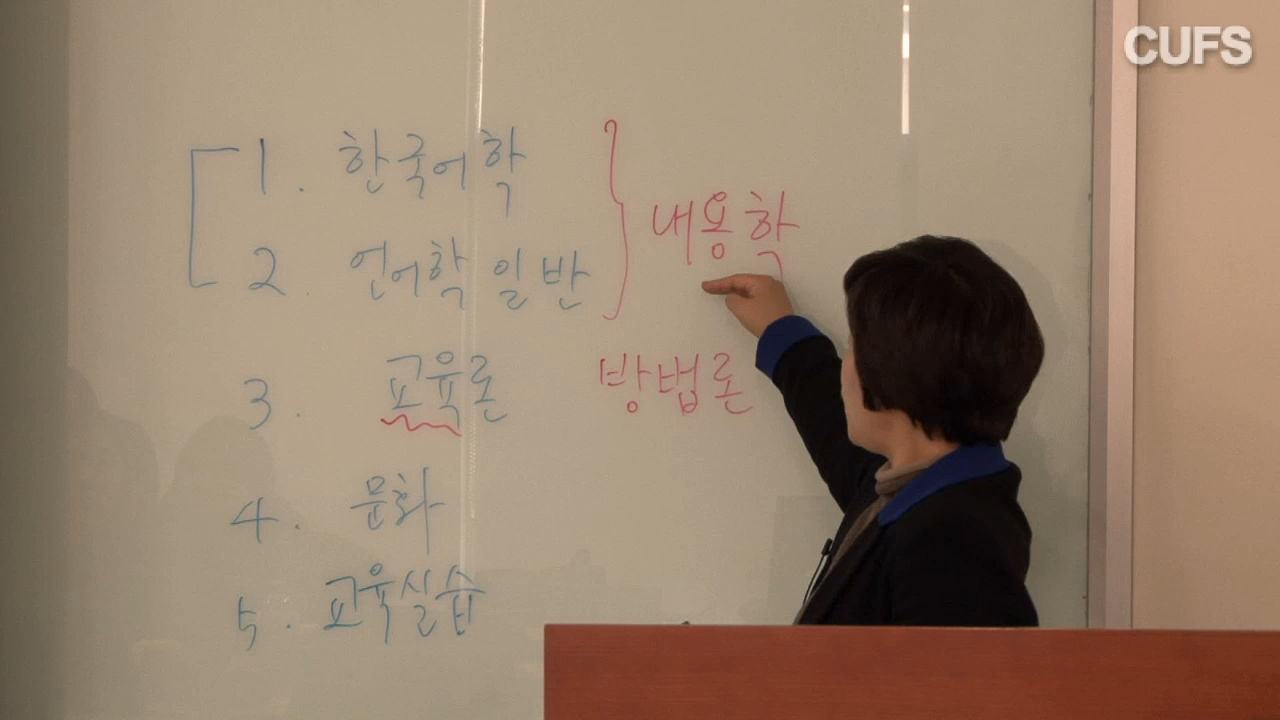 CUFS
1. 한국어학
2. 언어학 일반
내용학
3. 교육론
방법론
4. 문화
5. 교육실습